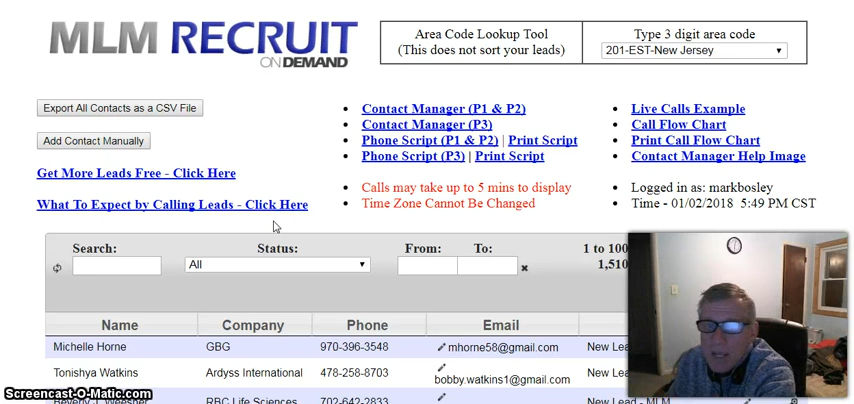 MLM RECRUIT
ON DEMAND
Area Code Lookup Tool
(This does not sort your leads)
Type 3 digit area code
201-EST-New Jersey
Export All Contacts as a CSV File
Add Contact Manually
Get More Leads Free - Click Here
What To Expect by Calling Leads - Click Here
Contact Manager (P1 & P2)
Contact Manager (P3)
Phone Script (P1 & P2) | Print Script
Phone Script (P3) | Print Script
Calls may take up to 5 mins to display
Time Zone Cannot Be Changed
Live Calls Example
Call Flow Chart
Print Call Flow Chart
Contact Manager Help Image
Logged in as: markbosley
Time - 01/02/2018 5:49 PM CST
Search:
Status:
From:
To:
1 to 100
All
1,510
Name
Company
Phone
Email
Michelle Horne
GBG
970-396-3548
mhorne58@gmail.com
New Lea
Tonishya Watkins
Ardyss International
478-258-8703
bobby.watkins1@gmail.com
New Lea
RBC Life Sciences
702-642-2833
New Lead - MLM
Screencast-O-Matic.com